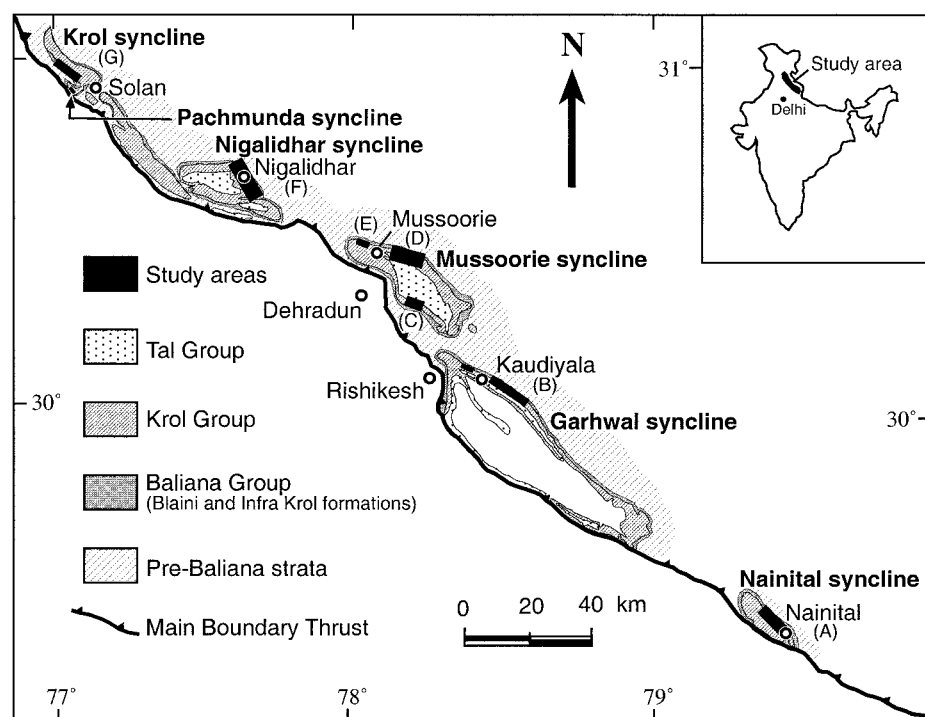 Krol syncline
(G)
Solan
Pachmunda syncline
Nigalidhar syncline
Nigalidhar
(F)
N
31°
Study area
Delhi
(E)
Mussoorie
(D)
Mussoorie syncline
Dehradun
(C)
Study areas
Tal Group
Krol Group
Baliana Group
(Blaini and Infra Krol formations)
Pre-Baliana strata
Main Boundary Thrust
Rishikesh
Kaudiyala
(B)
Garhwal syncline
30°
30°
Nainital syncline
Nainital
(A)
0 20 40 km
77° 78° 79°